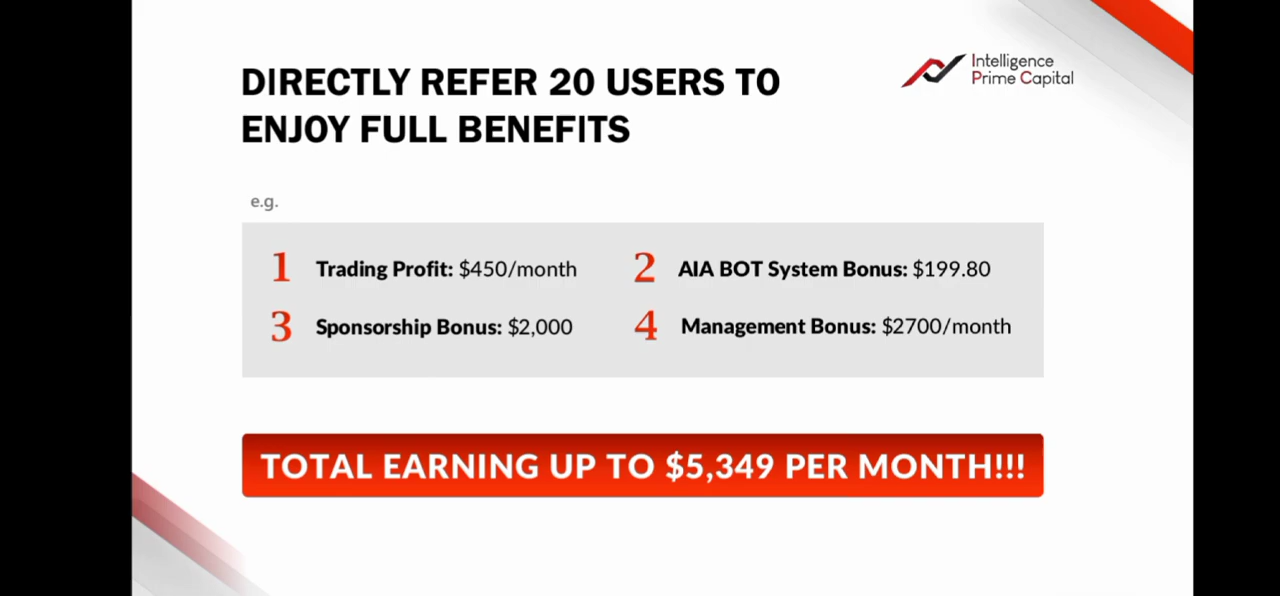 DIRECTLY REFER 20 USERS TO
ENJOY FULL BENEFITS
Intelligence
Prime Capital
e.g.
1 Trading Profit: $450/month
2 AIA BOT System Bonus: $199.80
3 Sponsorship Bonus: $2,000
4 Management Bonus: $2700/month
TOTAL EARNING UP TO $5,349 PER MONTH!!!